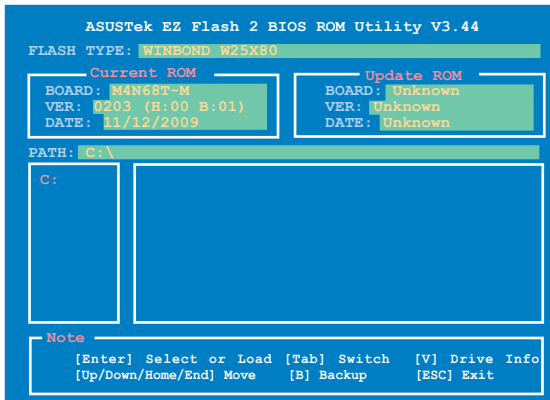 ASUSTek EZ Flash 2 BIOS ROM Utility V3.44
FLASH TYPE: WINBOND W25X80
Current ROM
BOARD: M4N68T-M
VER: 0203 (H:00 B:01)
DATE: 11/12/2009
Update ROM
BOARD: Unknown
VER: Unknown
DATE: Unknown
PATH: C:\
C:
Note
[Enter] Select or Load [Tab] Switch [V] Drive Info
[Up/Down/Home/End] Move [B] Backup [ESC] Exit